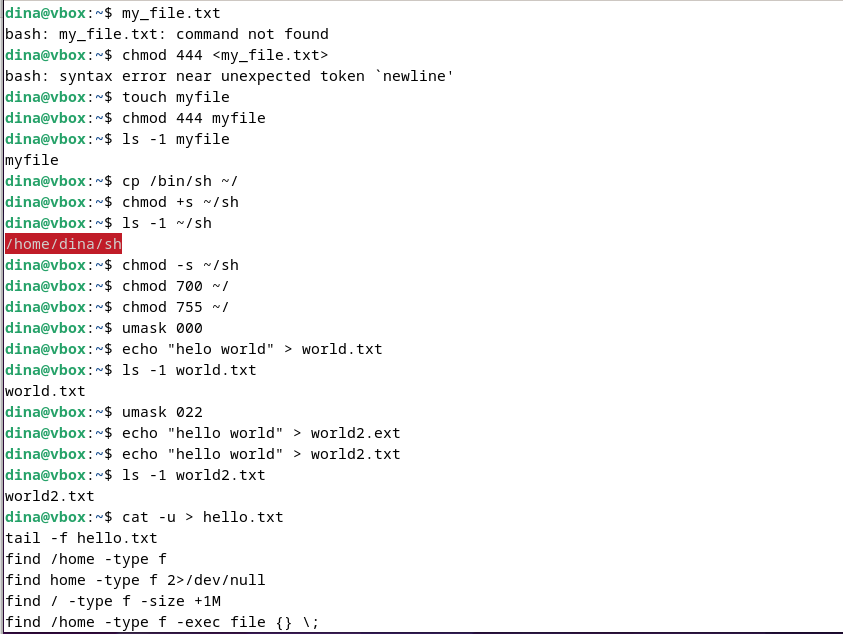 dina@vbox:~$ my_file.txt
bash: my_file.txt: command not found
dina@vbox:~$ chmod 444 <my_file.txt>
bash: syntax error near unexpected token `newline'
dina@vbox:~$ touch myfile
dina@vbox:~$ chmod 444 myfile
dina@vbox:~$ ls -1 myfile
myfile
dina@vbox:~$ cp /bin/sh ~/
dina@vbox:~$ chmod +s ~/sh
dina@vbox:~$ ls -1 ~/sh
/home/dina/sh
dina@vbox:~$ chmod -s ~/sh
dina@vbox:~$ chmod 700 ~/
dina@vbox:~$ chmod 755 ~/
dina@vbox:~$ umask 000
dina@vbox:~$ echo "helo world" > world.txt
dina@vbox:~$ ls -1 world.txt
world.txt
dina@vbox:~$ umask 022
dina@vbox:~$ echo "hello world" > world2.ext
dina@vbox:~$ echo "hello world" > world2.txt
dina@vbox:~$ ls -1 world2.txt
world2.txt
dina@vbox:~$ cat -u > hello.txt
tail -f hello.txt
find /home -type f
find home -type f 2>/dev/null
find / -type f -size +1M
find /home -type f -exec file {} \;